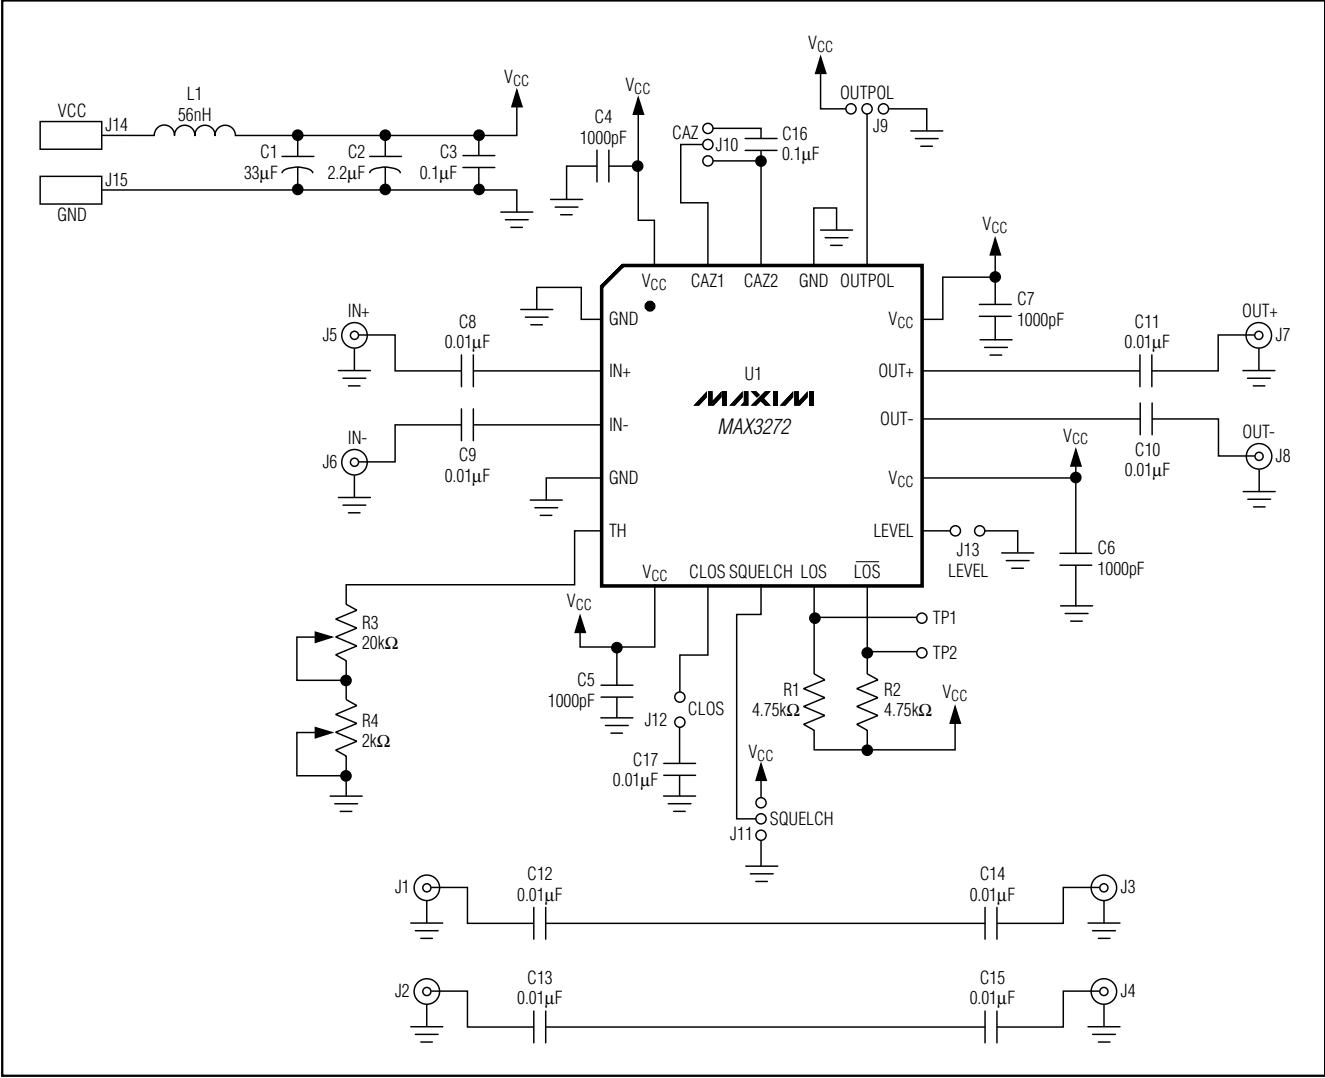 VCC
J14
L1
56nH
VCC
C1
33μF
C2
2.2μF
C3
0.1μF
J15
GND
VCC
C4
1000pF
CAZ
J10
C16
0.1μF
VCC
OUTPOL
J9
VCC
C7
1000pF
VCC
CAZ1
CAZ2
GND
OUTPOL
GND
VCC
IN+
J5
C8
0.01μF
IN+
U1
MAXIM
MAX3272
OUT+
C11
0.01μF
OUT+
J7
IN-
J6
C9
0.01μF
IN-
OUT-
C10
0.01μF
OUT-
J8
GND
VCC
VCC
TH
LEVEL
J13
LEVEL
C6
1000pF
VCC
CLOS
SQUELCH
LOS
LOS
VCC
TP1
TP2
R3
20kΩ
R4
2kΩ
C5
1000pF
J12
CLOS
C17
0.01μF
R1
4.75kΩ
R2
4.75kΩ
VCC
VCC
SQUELCH
J11
J1
C12
0.01μF
C14
0.01μF
J3
J2
C13
0.01μF
C15
0.01μF
J4